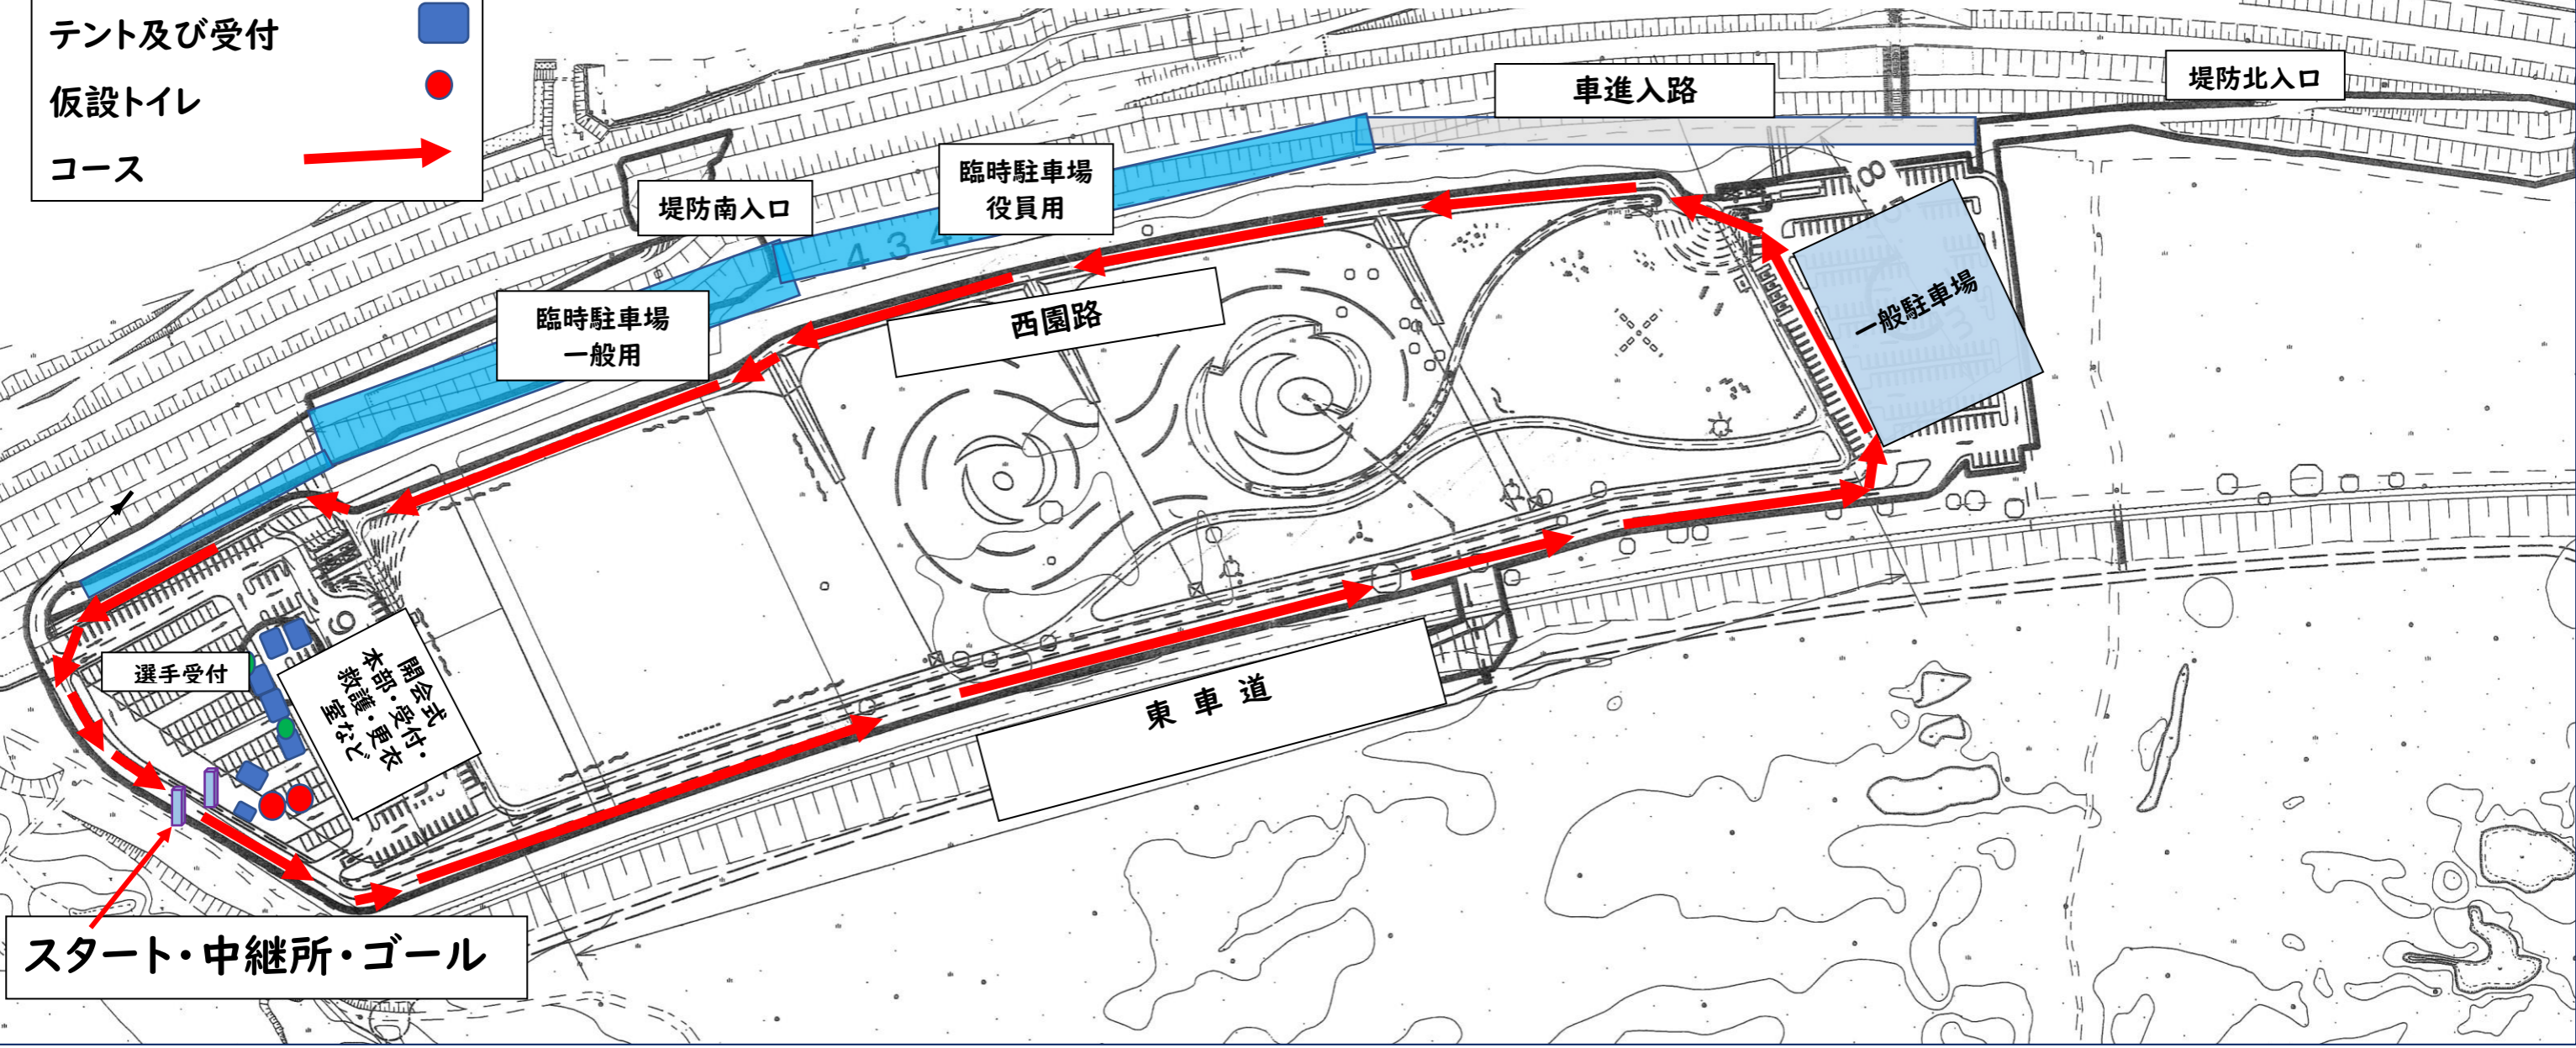 テント及び受付
仮設トイレ
コース
車進入路
堤防北入口
臨時駐車場
役員用
堤防南入口
434
8
臨時駐車場
一般用
西園路
一般駐車場
9
選手受付
開会式
本部・受付・
救護・更衣
室など
東車道
スタート・中継所・ゴール